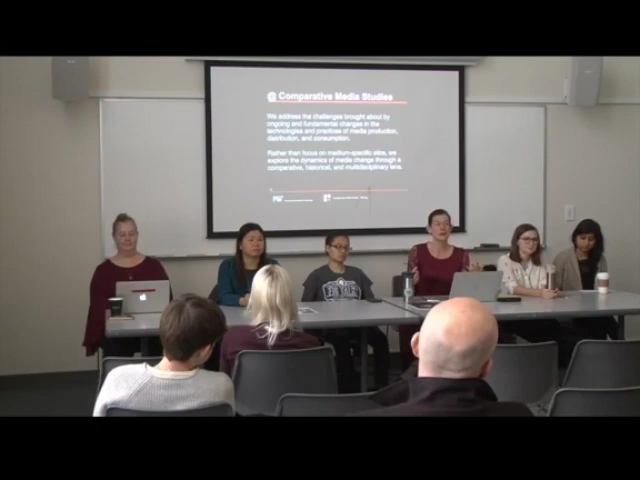 @ Comparative Media Studies
We address the challenges brought about by
ongoing and fundamental changes in the
technologies and practices of media production,
distribution, and consumption.
Rather than focus on medium-specific silos, we
explore the dynamics of media change through a
comparative, historical, and multidisciplinary lens.